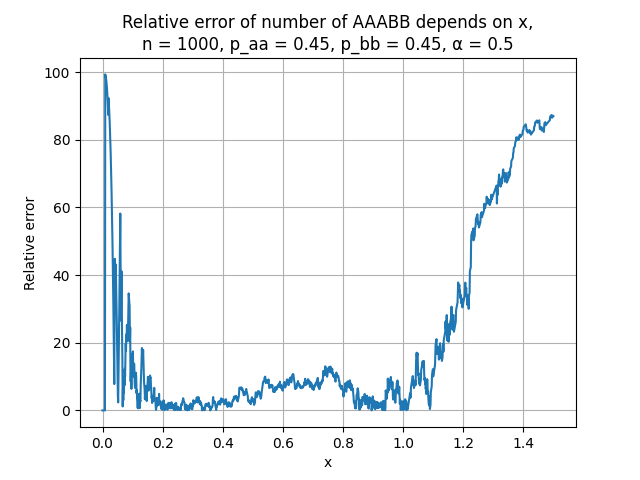 Relative error of number of AAABB depends on x,
n = 1000, p_aa = 0.45, p_bb = 0.45, α = 0.5
100
80
60
40
20
0
Relative error
0.0 0.2 0.4 0.6 0.8 1.0 1.2 1.4
x